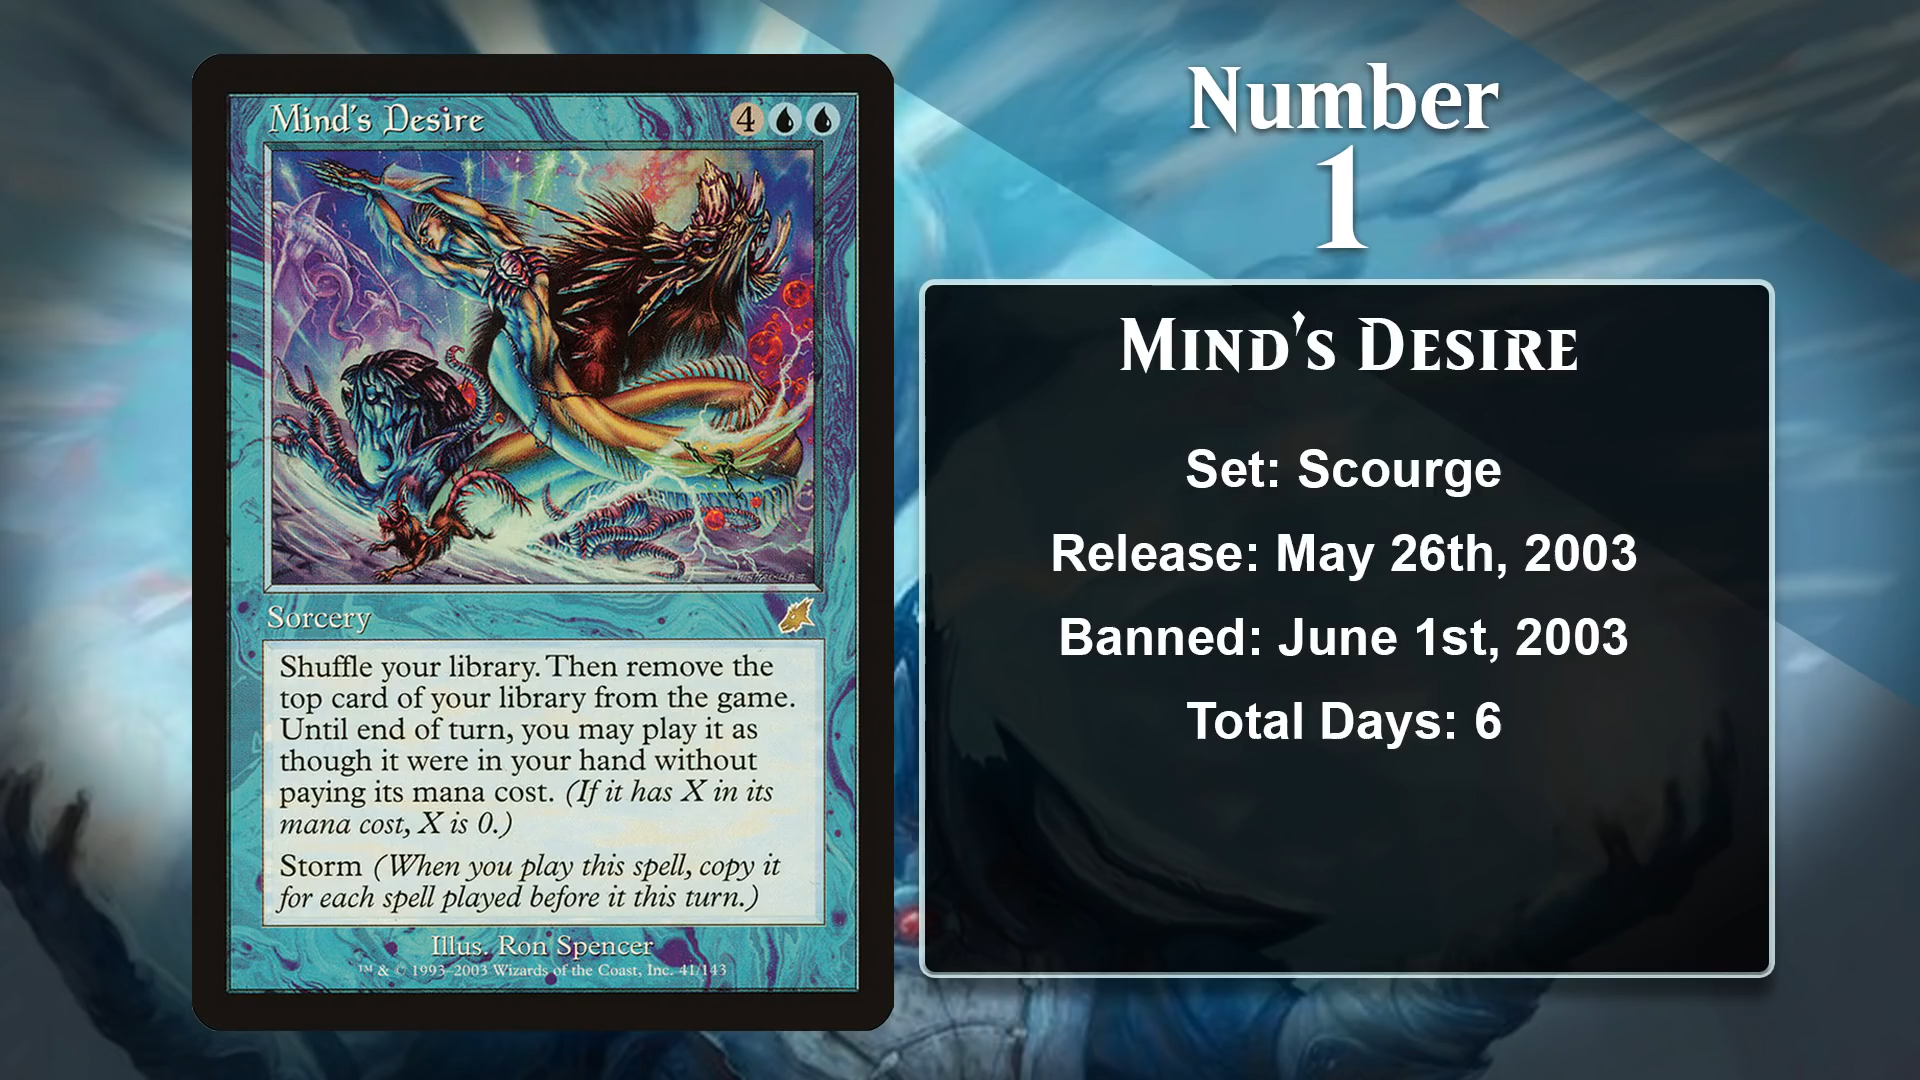 Mind's Desire 4
Sorcery
Shuffle your library. Then remove the
top card of your library from the game.
Until end of turn, you may play it as
though it were in your hand without
paying its mana cost. (If it has X in its
mana cost, X is 0.)
Storm (When you play this spell, copy it
for each spell played before it this turn.)
Illus. Ron Spencer
™ & © 1993–2003 Wizards of the Coast, Inc. 41/143
Number
1
Mind's Desire
Set: Scourge
Release: May 26th, 2003
Banned: June 1st, 2003
Total Days: 6